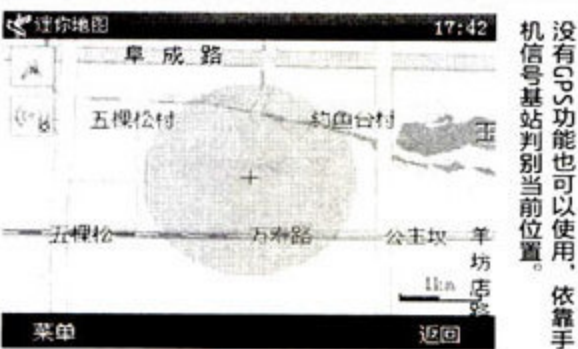 迷你地图 17:42
阜成路
五棵松村
钓鱼台村
玉
五棵松
万寿路
公主坟
羊坊店路
1km
菜单 返回
没有GPS功能也可以使用，依靠手
机信号基站判别当前位置。